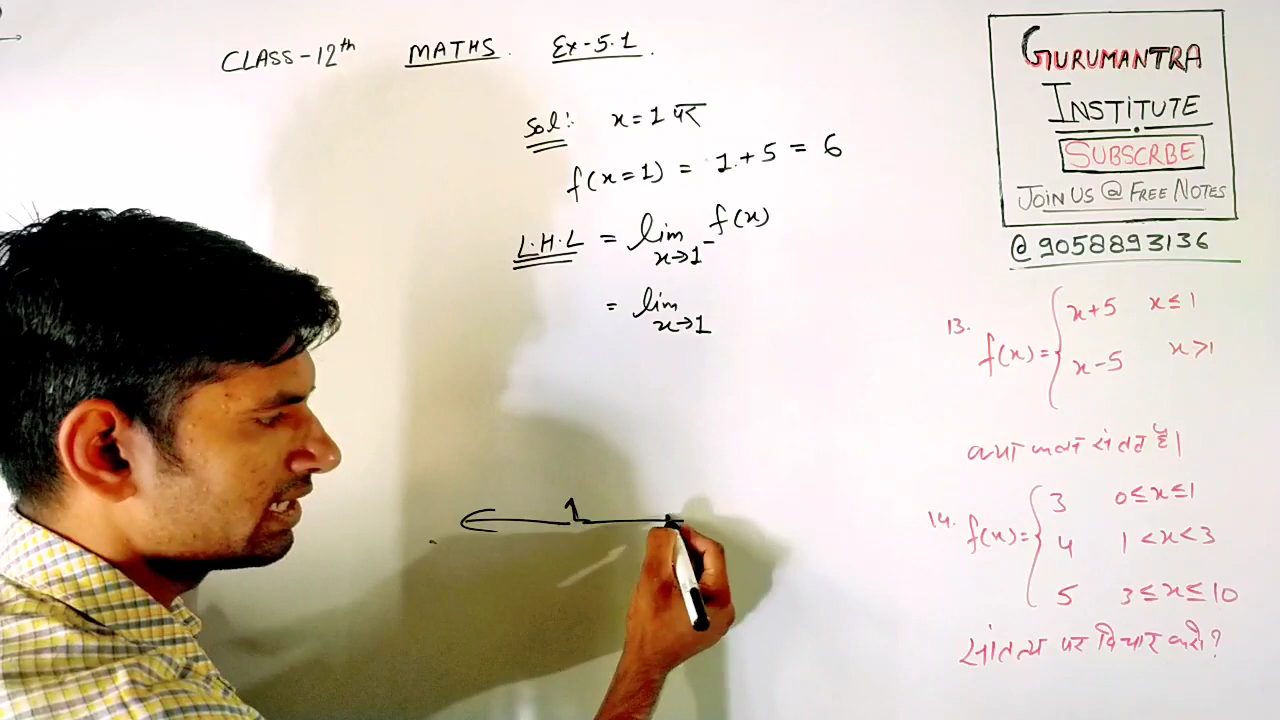 CLASS-12th MATHS. Ex-5.1.
Sol:. x=1 पर
f(x=1) = 1+5 = 6
L.H.L = lim f(x)
x→1⁻
= lim
x→1
1
GURUMANTRA
INSTITUTE
SUBSCRBE
JOIN US @ FREE NOTES
@ 9058893136
13. f(x)= { x+5 x≤1
x-5 x>1
क्या फलन संतत है।
14. f(x)= { 3 0≤x≤1
4 1<x<3
5 3≤x≤10
सांतत्य पर विचार करो?